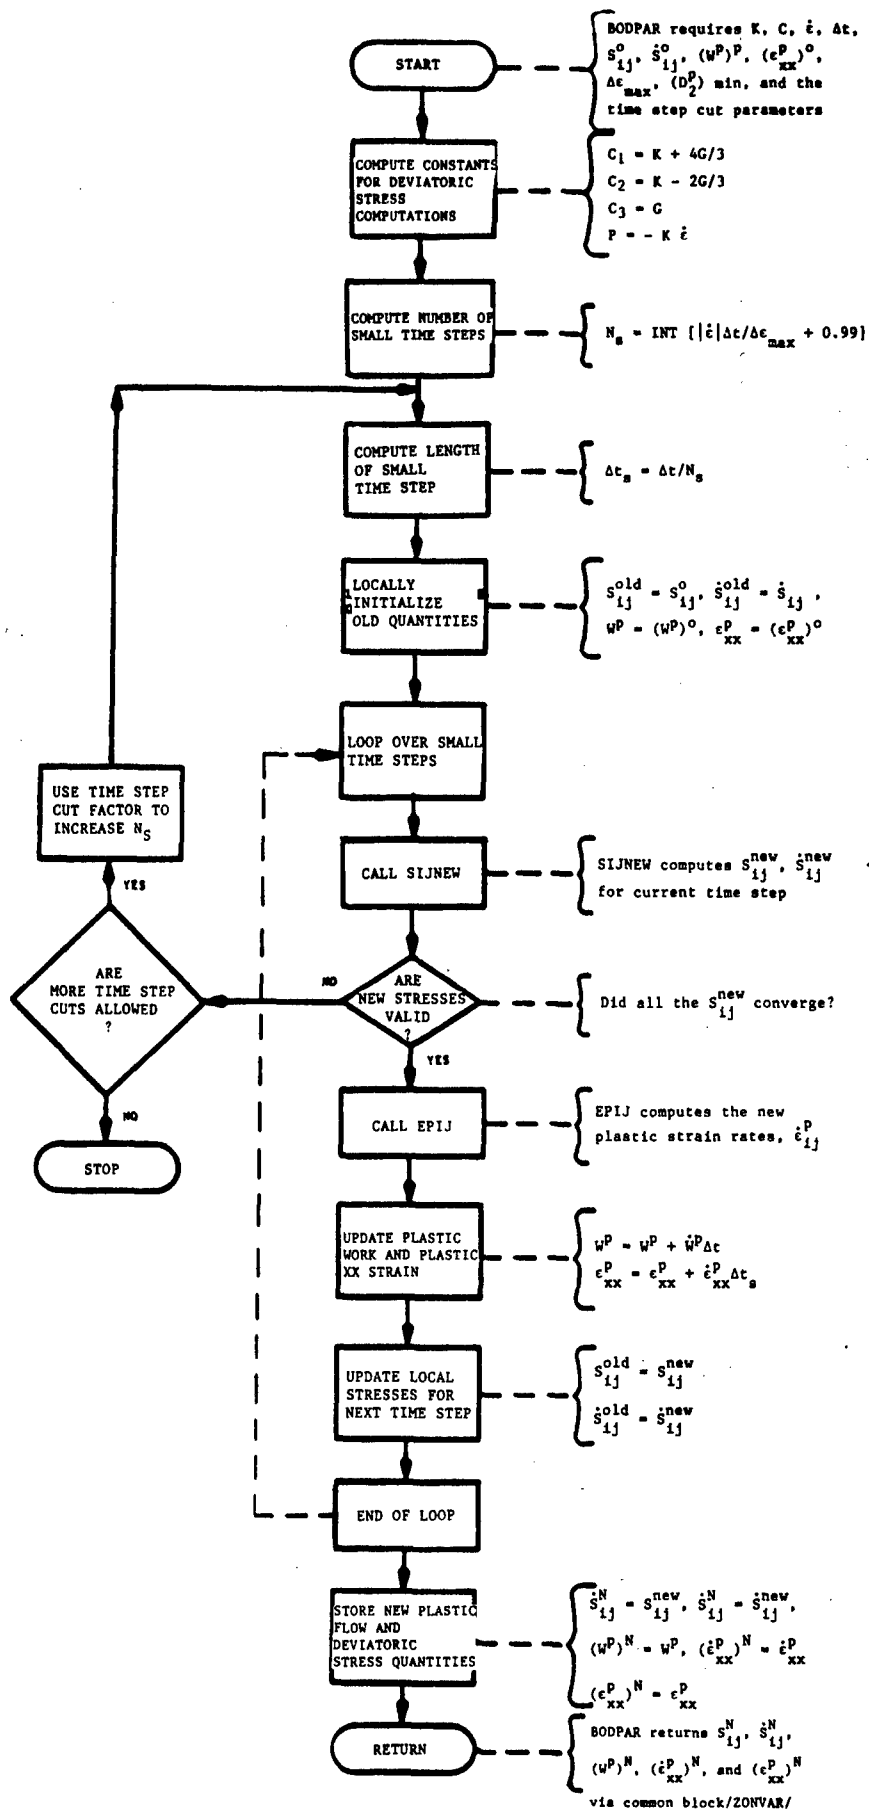 START
BODPAR requires K, C, ε̇, Δt,
S^o_ij, Ṡ^o_ij, (W^p)^p, (ε^p_xx)^o,
Δε_max, (D^p_2) min, and the
time step cut parameters
COMPUTE CONSTANTS
FOR DEVIATORIC
STRESS
COMPUTATIONS
C_1 = K + 4G/3
C_2 = K - 2G/3
C_3 = G
P = - K ε̇
COMPUTE NUMBER OF
SMALL TIME STEPS
N_s = INT {|ε̇|Δt/Δε_max + 0.99}
COMPUTE LENGTH
OF SMALL
TIME STEP
Δt_s = Δt/N_s
LOCALLY
INITIALIZE
OLD QUANTITIES
S^old_ij = S^o_ij, Ṡ^old_ij = Ṡ_ij ,
W^p = (W^p)^o, ε^p_xx = (ε^p_xx)^o
LOOP OVER SMALL
TIME STEPS
USE TIME STEP
CUT FACTOR TO
INCREASE N_S
YES
CALL SIJNEW
SIJNEW computes S^new_ij, Ṡ^new_ij
for current time step
ARE
MORE TIME STEP
CUTS ALLOWED
?
NO
ARE
NEW STRESSES
VALID
?
Did all the S^new_ij converge?
YES
NO
STOP
CALL EPIJ
EPIJ computes the new
plastic strain rates, ε̇^p_ij
UPDATE PLASTIC
WORK AND PLASTIC
XX STRAIN
W^p = W^p + Ẇ^pΔt
ε^p_xx = ε^p_xx + ε̇^p_xxΔt_s
UPDATE LOCAL
STRESSES FOR
NEXT TIME STEP
S^old_ij = S^new_ij
Ṡ^old_ij = Ṡ^new_ij
END OF LOOP
STORE NEW PLASTIC
FLOW AND
DEVIATORIC
STRESS QUANTITIES
Ṡ^N_ij = S^new_ij, Ṡ^N_ij = Ṡ^new_ij,
(W^p)^N = W^p, (ε̇^p_xx)^N = ε̇^p_xx
(ε^p_xx)^N = ε^p_xx
RETURN
BODPAR returns S^N_ij, Ṡ^N_ij,
(W^p)^N, (ε̇^p_xx)^N, and (ε^p_xx)^N
via common block/ZONVAR/